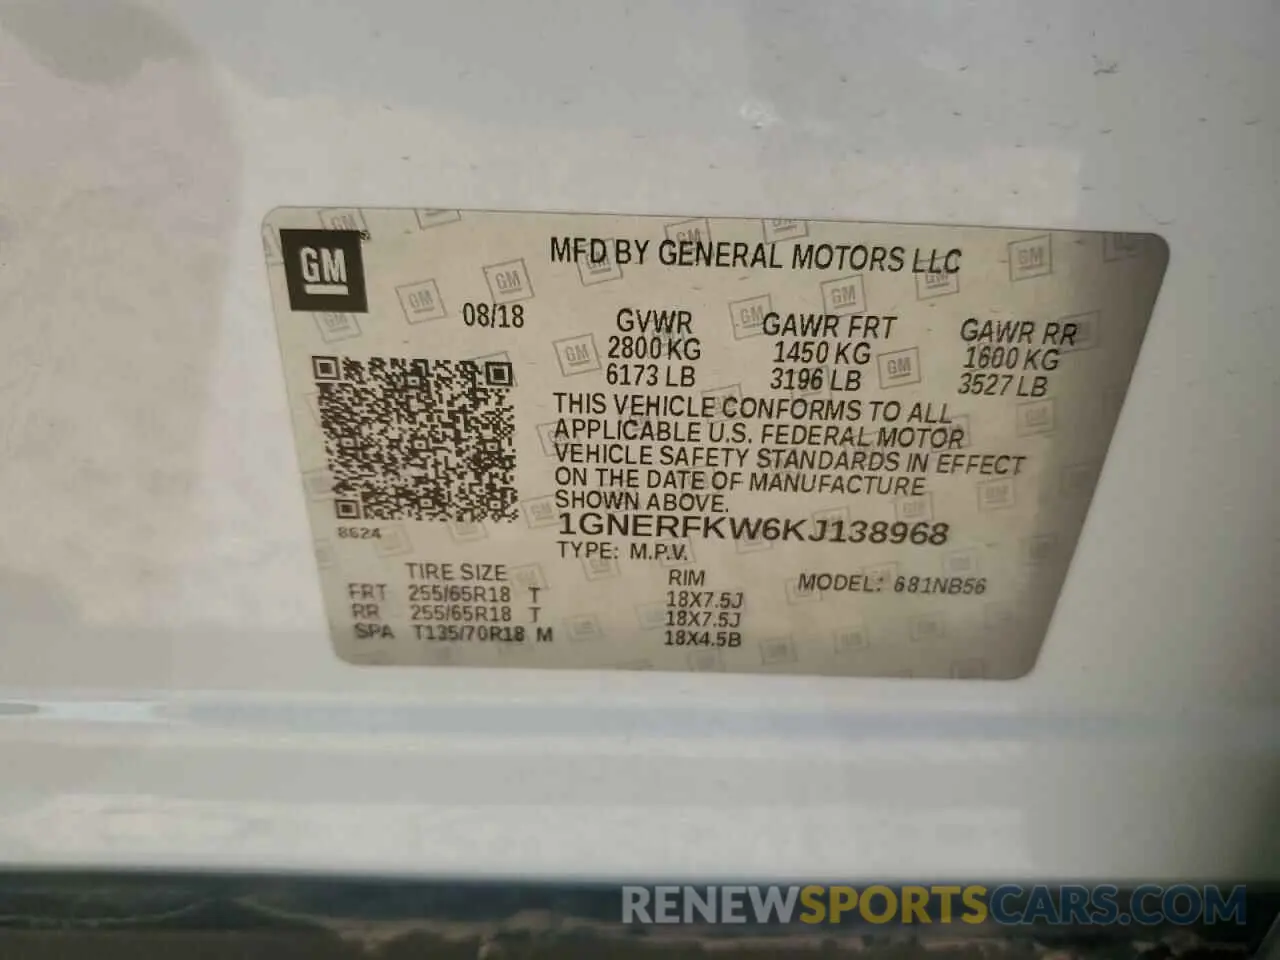 GM
MFD BY GENERAL MOTORS LLC
08/18
GVWR GAWR FRT GAWR RR
2800 KG 1450 KG 1600 KG
6173 LB 3196 LB 3527 LB
THIS VEHICLE CONFORMS TO ALL
APPLICABLE U.S. FEDERAL MOTOR
VEHICLE SAFETY STANDARDS IN EFFECT
ON THE DATE OF MANUFACTURE
SHOWN ABOVE.
8624
1GNERFKW6KJ138968
TYPE: M.P.V.
TIRE SIZE RIM MODEL: 681NB56
FRT 255/65R18 T 18X7.5J
RR 255/65R18 T 18X7.5J
SPA T135/70R18 M 18X4.5B
RENEWSPORTSCARS.COM